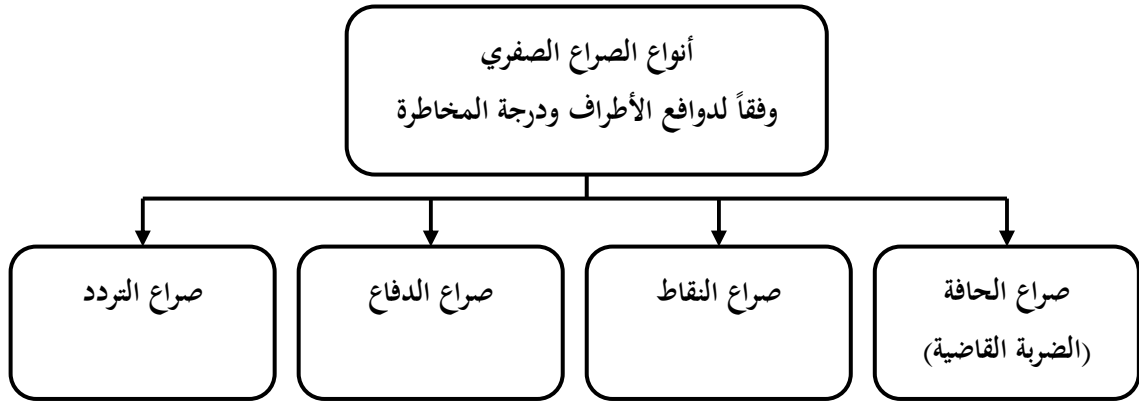 أنواع الصراع الصفري
وفقاً لدوافع الأطراف ودرجة المخاطرة
صراع الحافة
(الضربة القاضية)
صراع النقاط
صراع الدفاع
صراع التردد